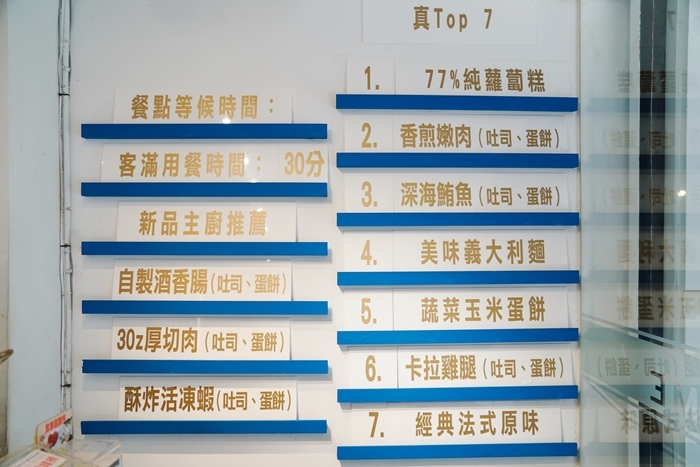 餐點等候時間：
客滿用餐時間： 30分
新品主廚推薦
自製酒香腸（吐司、蛋餅）
30z厚切肉（吐司、蛋餅）
酥炸活凍蝦（吐司、蛋餅）
真Top 7
1. 77%純蘿蔔糕
2. 香煎嫩肉（吐司、蛋餅）
3. 深海鮪魚（吐司、蛋餅）
4. 美味義大利麵
5. 蔬菜玉米蛋餅
6. 卡拉雞腿（吐司、蛋餅）
7. 經典法式原味